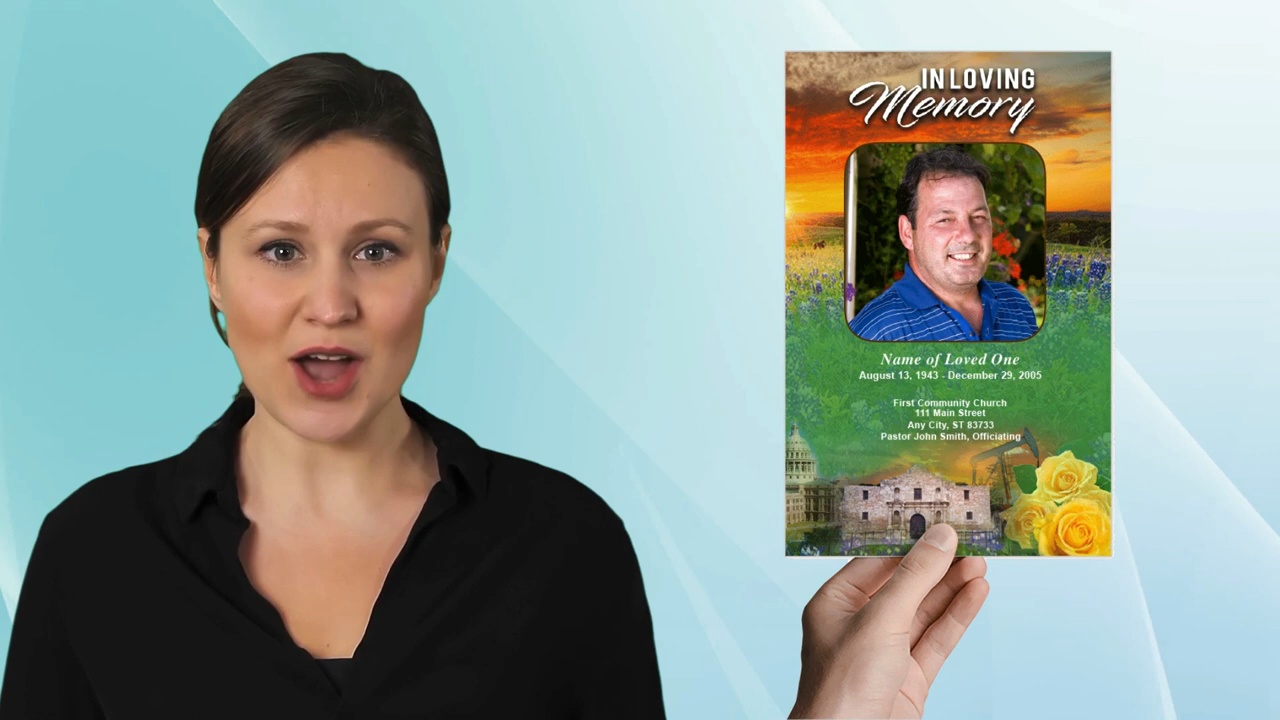 IN LOVING
Memory
Name of Loved One
August 13, 1943 - December 29, 2005
First Community Church
111 Main Street
Any City, ST 83733
Pastor John Smith, Officiating